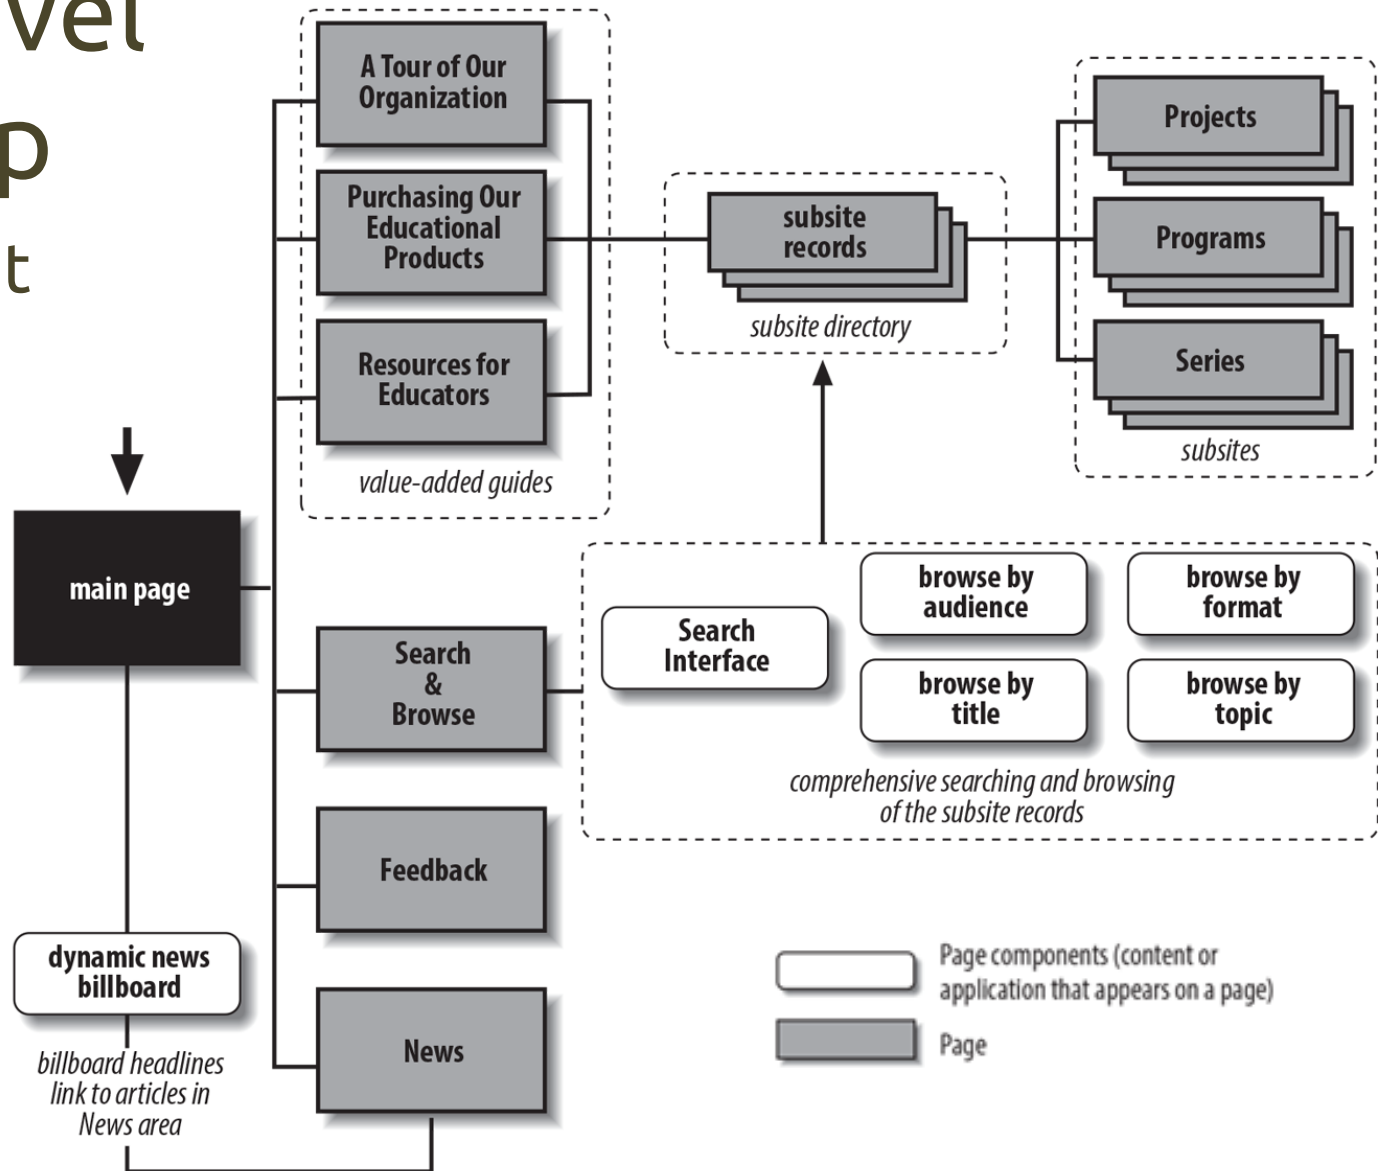 vel
p
t
A Tour of Our
Organization
Purchasing Our
Educational
Products
Resources for
Educators
value-added guides
subsite
records
subsite directory
Projects
Programs
Series
subsites
main page
Search
&
Browse
Search
Interface
browse by
audience
browse by
format
browse by
title
browse by
topic
comprehensive searching and browsing
of the subsite records
Feedback
dynamic news
billboard
billboard headlines
link to articles in
News area
News
Page components (content or
application that appears on a page)
Page